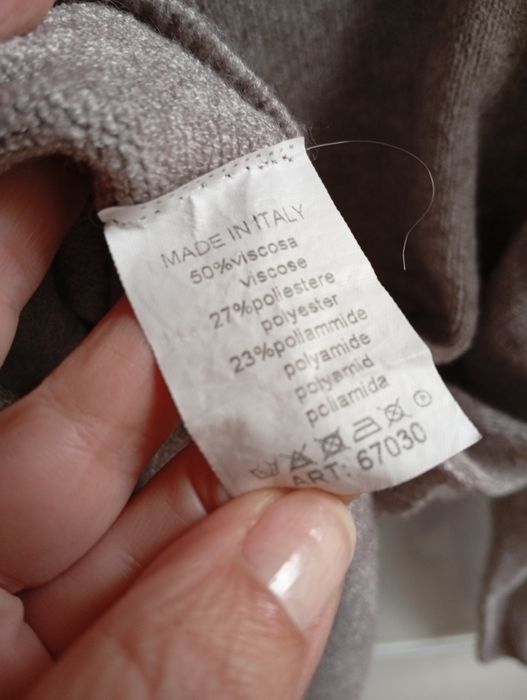 MADE IN ITALY
50%viscosa
viscose
27%poliestere
polyester
23%poliammide
polyamide
polyamid
poliamida
ART: 67030